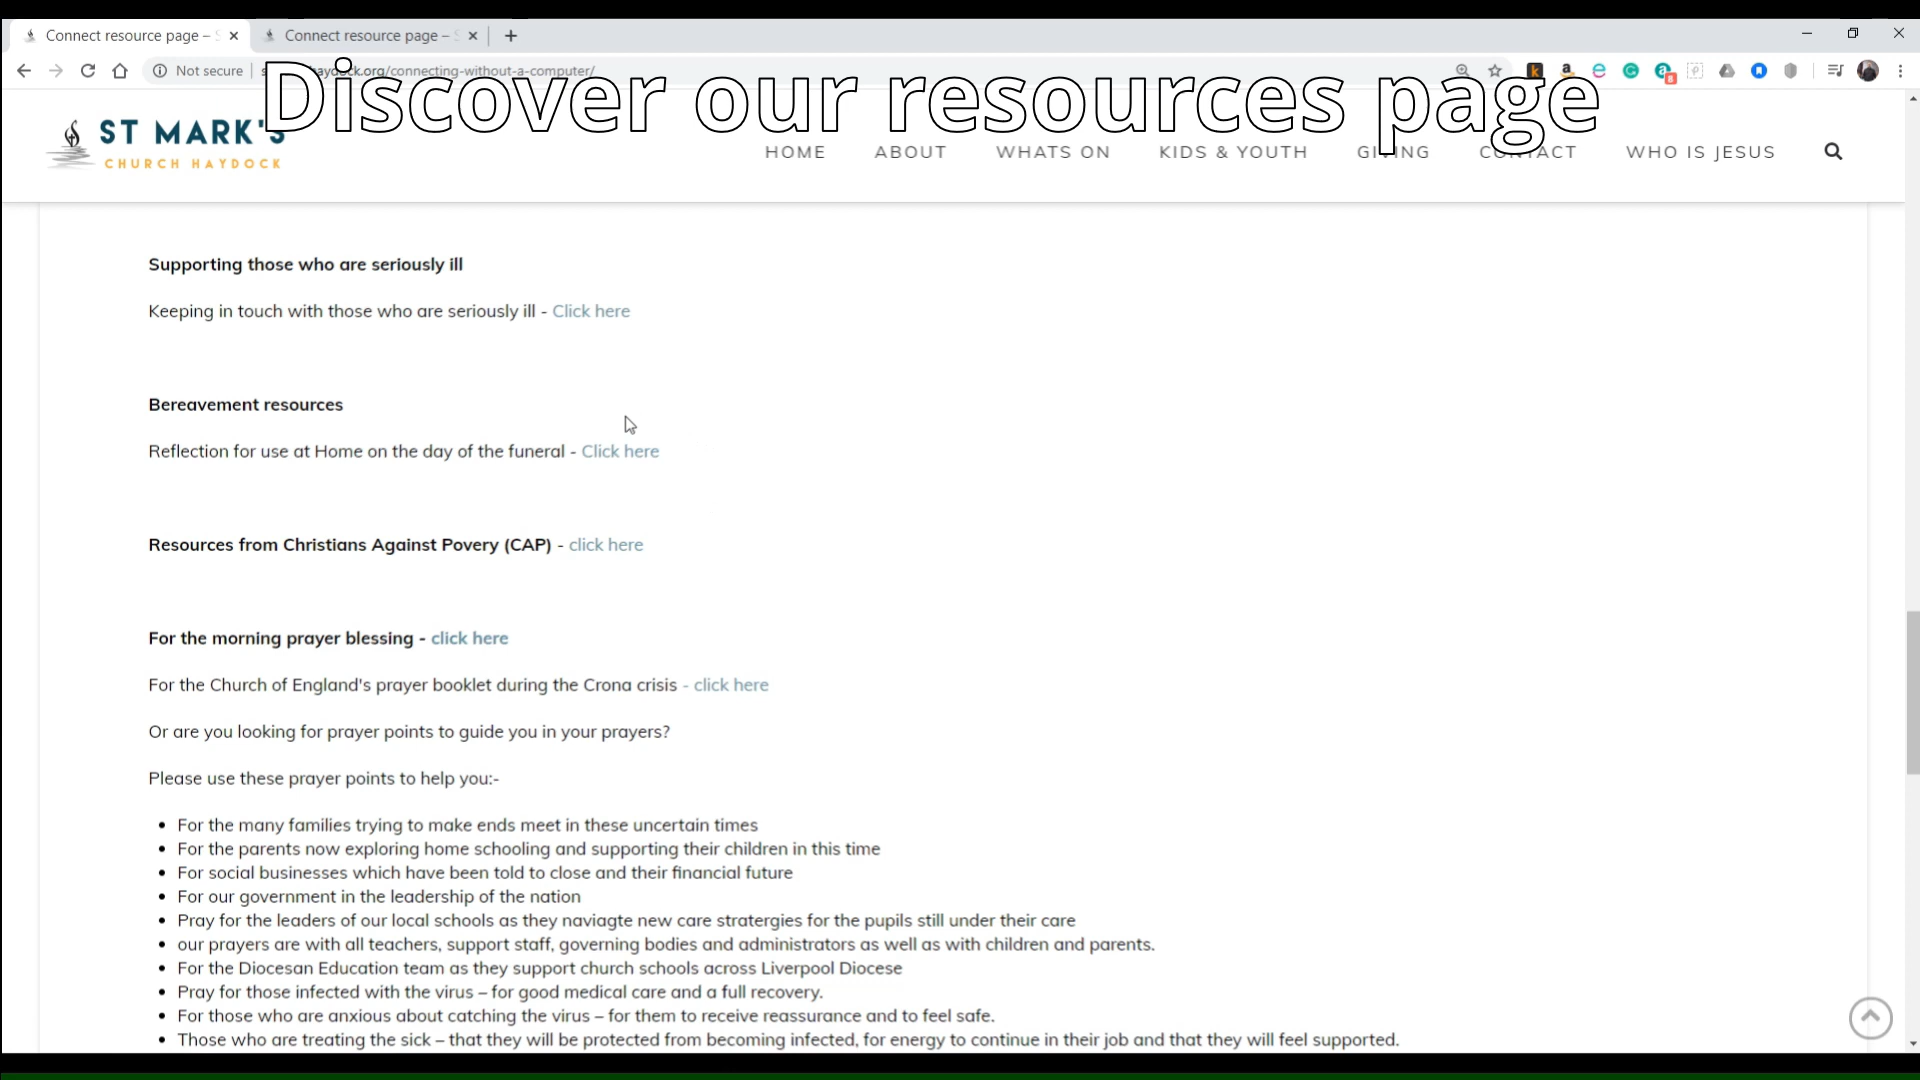 Connect resource page –
Connect resource page –
Not secure
haydock.org/connecting-without-a-computer/
Discover our resources page
ST MARK'S
CHURCH HAYDOCK
HOME ABOUT WHATS ON KIDS & YOUTH GIVING CONTACT WHO IS JESUS
Supporting those who are seriously ill
Keeping in touch with those who are seriously ill - Click here
Bereavement resources
Reflection for use at Home on the day of the funeral - Click here
Resources from Christians Against Povery (CAP) - click here
For the morning prayer blessing - click here
For the Church of England's prayer booklet during the Crona crisis - click here
Or are you looking for prayer points to guide you in your prayers?
Please use these prayer points to help you:-
• For the many families trying to make ends meet in these uncertain times
• For the parents now exploring home schooling and supporting their children in this time
• For social businesses which have been told to close and their financial future
• For our government in the leadership of the nation
• Pray for the leaders of our local schools as they naviagte new care stratergies for the pupils still under their care
• our prayers are with all teachers, support staff, governing bodies and administrators as well as with children and parents.
• For the Diocesan Education team as they support church schools across Liverpool Diocese
• Pray for those infected with the virus – for good medical care and a full recovery.
• For those who are anxious about catching the virus – for them to receive reassurance and to feel safe.
• Those who are treating the sick – that they will be protected from becoming infected, for energy to continue in their job and that they will feel supported.